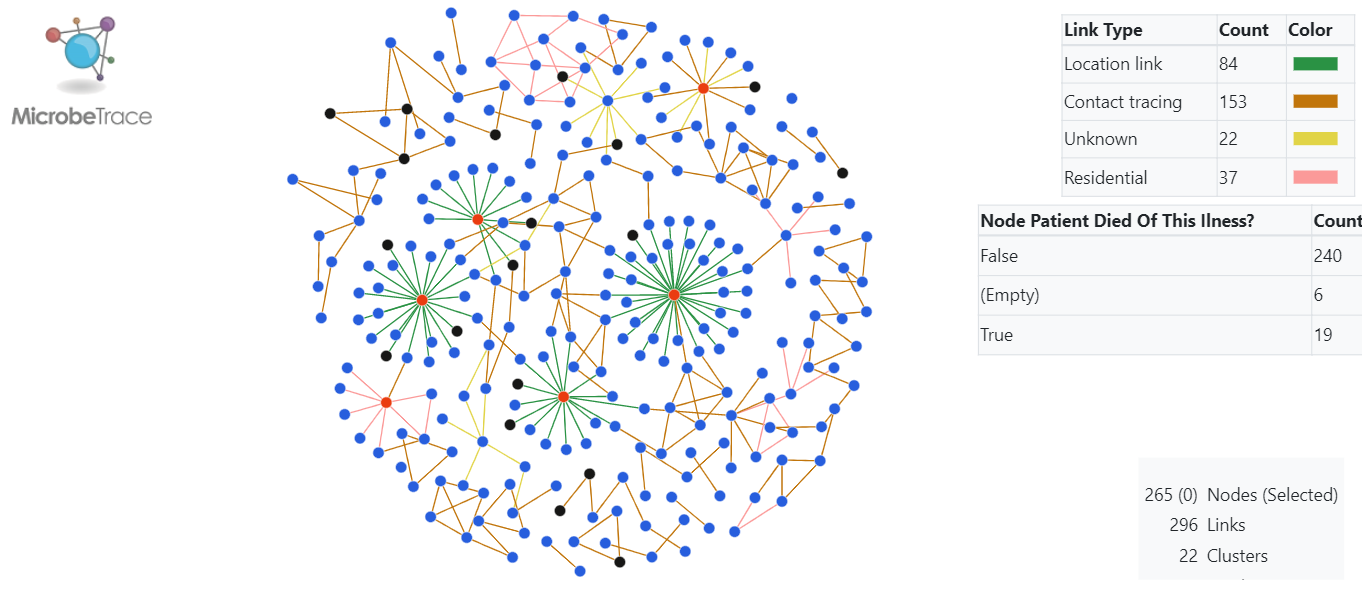 MicrobeTrace
Link Type Count Color
Location link 84
Contact tracing 153
Unknown 22
Residential 37
Node Patient Died Of This Ilness? Count
False 240
(Empty) 6
True 19
265 (0) Nodes (Selected)
296 Links
22 Clusters